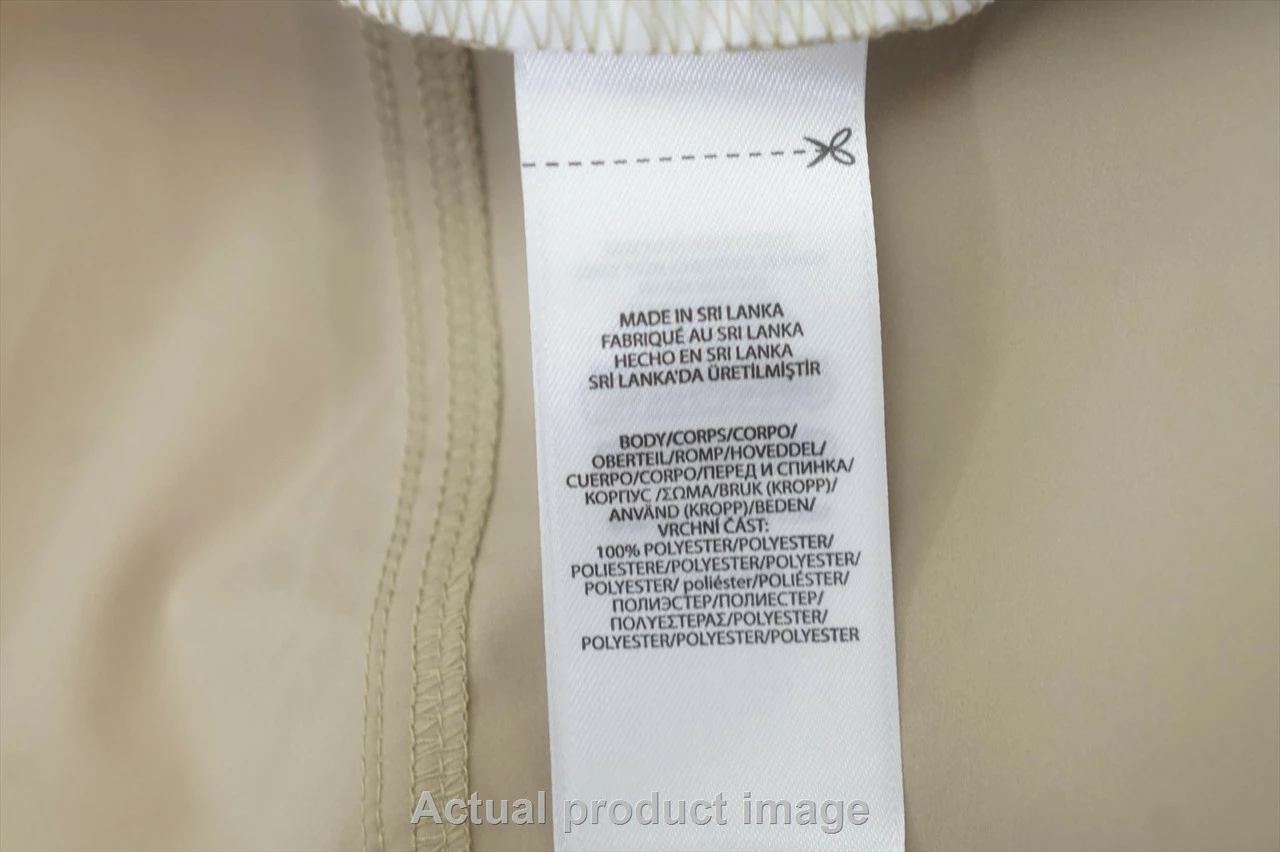 MADE IN SRI LANKA
FABRIQUÉ AU SRI LANKA
HECHO EN SRI LANKA
SRİ LANKA'DA ÜRETİLMİŞTİR
BODY/CORPS/CORPO/
OBERTEIL/ROMP/HOVEDDEL/
CUERPO/CORPO/ПЕРЕД И СПИНКА/
КОРПУС /ΣΩΜΑ/BRUK (KROPP)/
ANVÄND (KROPP)/BEDEN/
VRCHNÍ ČÁST:
100% POLYESTER/POLYESTER/
POLIESTERE/POLYESTER/POLYESTER/
POLYESTER/ poliéster/POLIÉSTER/
ПОЛИЭСТЕР/ПОЛИЕСТЕР/
ΠΟΛΥΕΣΤΕΡΑΣ/POLYESTER/
POLYESTER/POLYESTER/POLYESTER
Actual product image